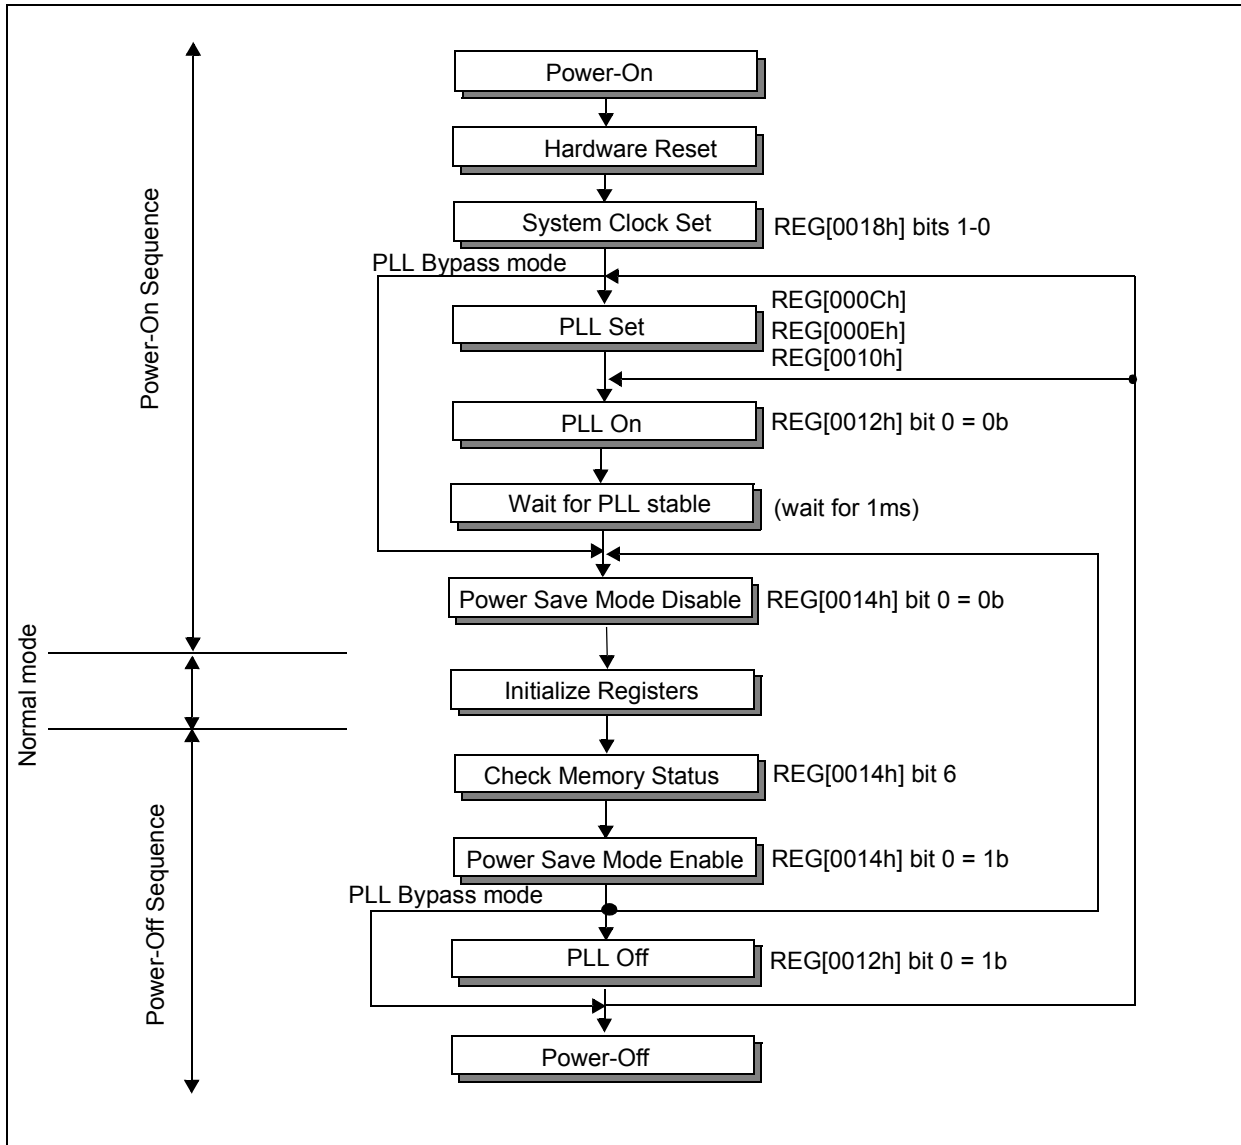 Power-On
Hardware Reset
System Clock Set
REG[0018h] bits 1-0
PLL Bypass mode
PLL Set
REG[000Ch]
REG[000Eh]
REG[0010h]
PLL On
REG[0012h] bit 0 = 0b
Wait for PLL stable
(wait for 1ms)
Power Save Mode Disable
REG[0014h] bit 0 = 0b
Initialize Registers
Check Memory Status
REG[0014h] bit 6
Power Save Mode Enable
REG[0014h] bit 0 = 1b
PLL Bypass mode
PLL Off
REG[0012h] bit 0 = 1b
Power-Off
Power-On Sequence
Normal mode
Power-Off Sequence